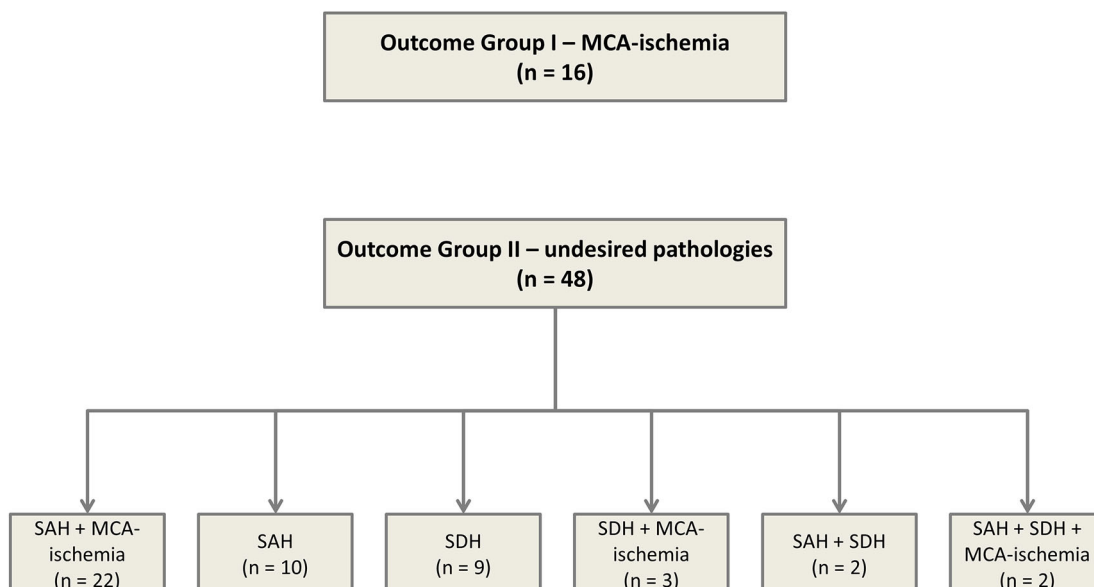 Outcome Group I – MCA-ischemia
(n = 16)
Outcome Group II – undesired pathologies
(n = 48)
SAH + MCA-
ischemia
(n = 22)
SAH
(n = 10)
SDH
(n = 9)
SDH + MCA-
ischemia
(n = 3)
SAH + SDH
(n = 2)
SAH + SDH +
MCA-ischemia
(n = 2)